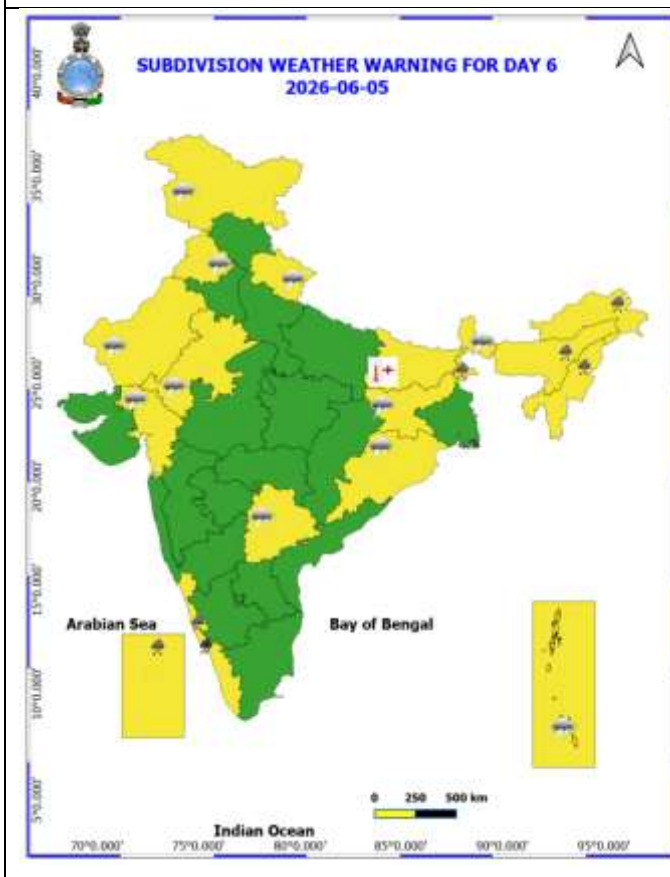 SUBDIVISION WEATHER WARNING FOR DAY 6
2026-06-05
40°0.000'
35°0.000'
30°0.000'
25°0.000'
20°0.000'
15°0.000'
10°0.000'
5°0.000'
Arabian Sea
Bay of Bengal
0 250 500 km
Indian Ocean
70°0.000' 75°0.000' 80°0.000' 85°0.000' 90°0.000' 95°0.000'